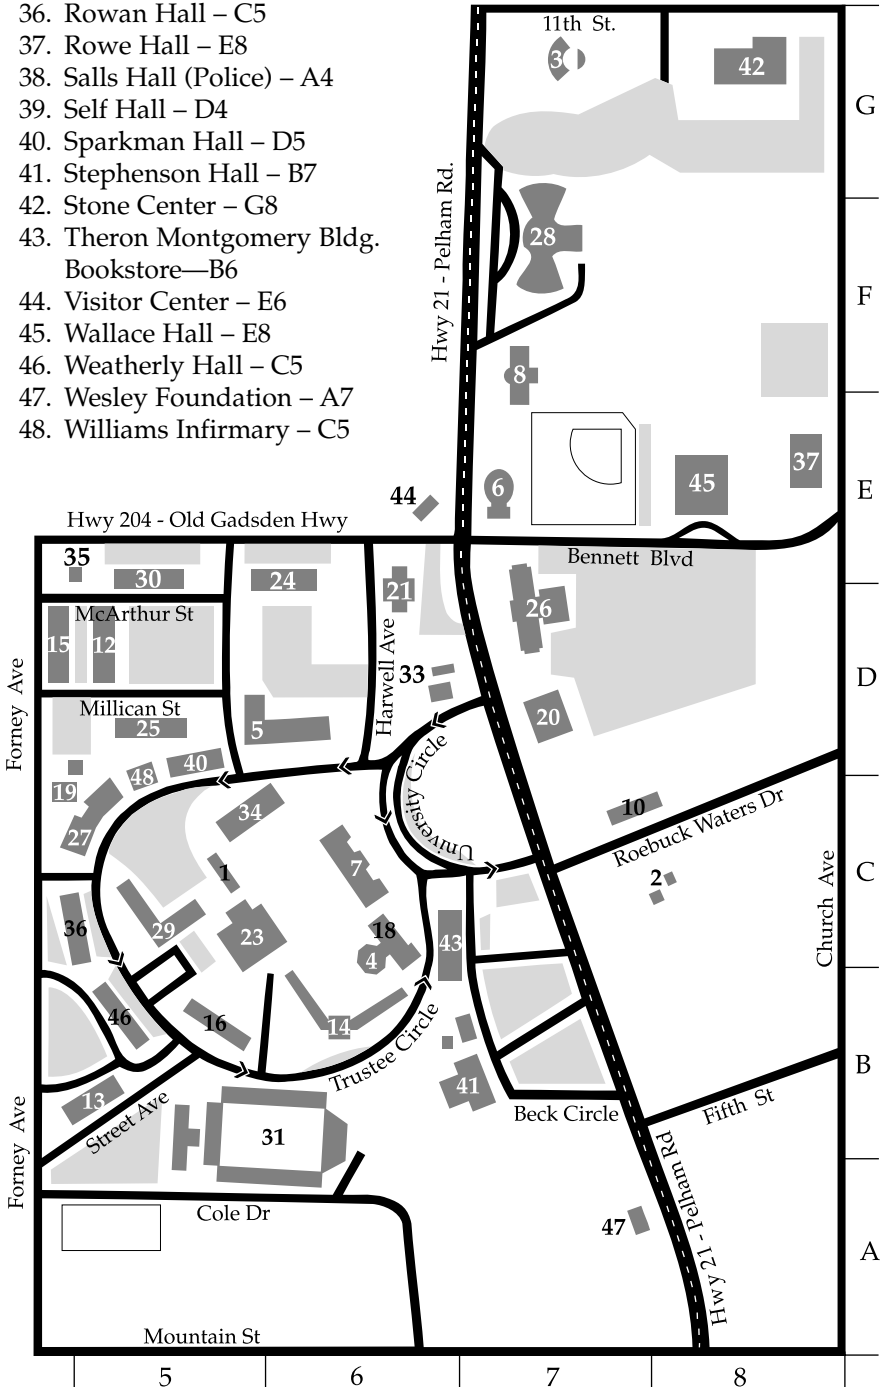 36. Rowan Hall – C5
37. Rowe Hall – E8
38. Salls Hall (Police) – A4
39. Self Hall – D4
40. Sparkman Hall – D5
41. Stephenson Hall – B7
42. Stone Center – G8
43. Theron Montgomery Bldg.
Bookstore—B6
44. Visitor Center – E6
45. Wallace Hall – E8
46. Weatherly Hall – C5
47. Wesley Foundation – A7
48. Williams Infirmary – C5
11th St.
3
42
G
Hwy 21 - Pelham Rd.
28
F
8
37
45
6
E
44
Hwy 204 - Old Gadsden Hwy
Bennett Blvd
35
30
24
21
26
McArthur St
15
12
Harwell Ave
33
D
Forney Ave
Millican St
25
5
20
40
48
19
University Circle
34
10
Roebuck Waters Dr
27
7
1
2
C
Church Ave
36
29
23
18
43
4
46
16
14
Trustee Circle
B
13
41
Street Ave
Beck Circle
Fifth St
31
Forney Ave
Hwy 21 - Pelham Rd
Cole Dr
47
A
Mountain St
5
6
7
8